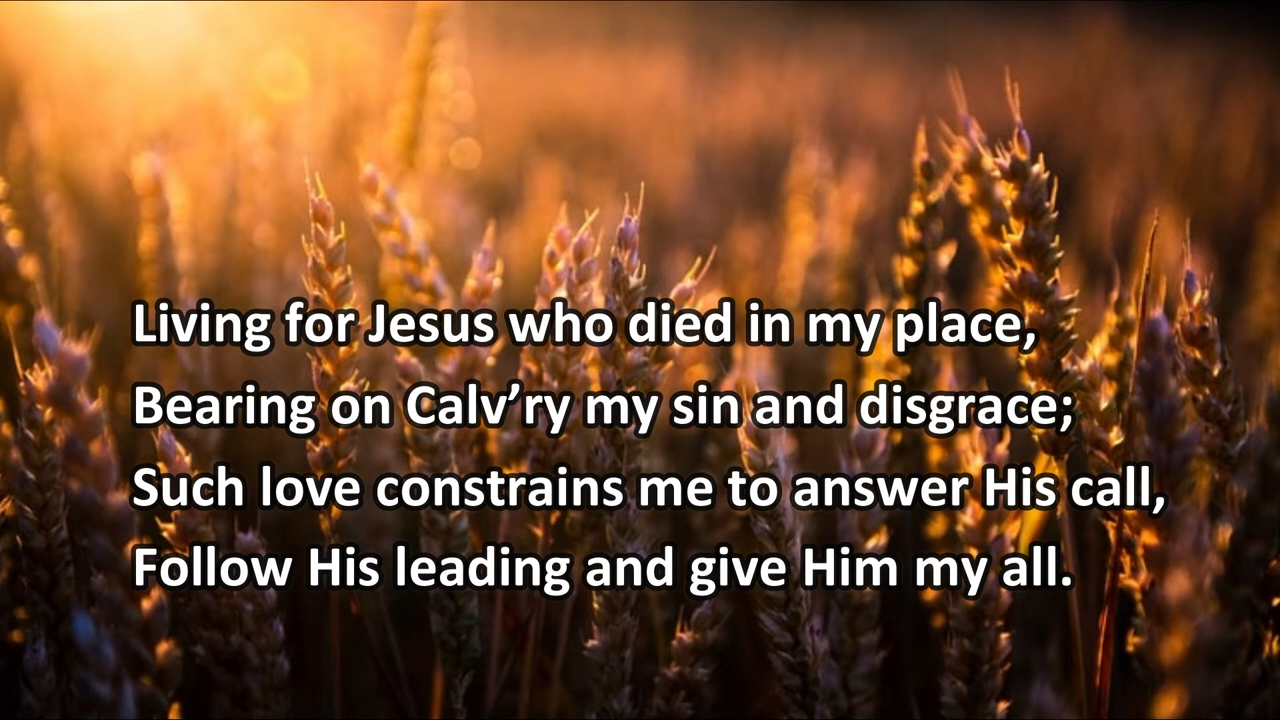 Living for Jesus who died in my place,
Bearing on Calv’ry my sin and disgrace;
Such love constrains me to answer His call,
Follow His leading and give Him my all.